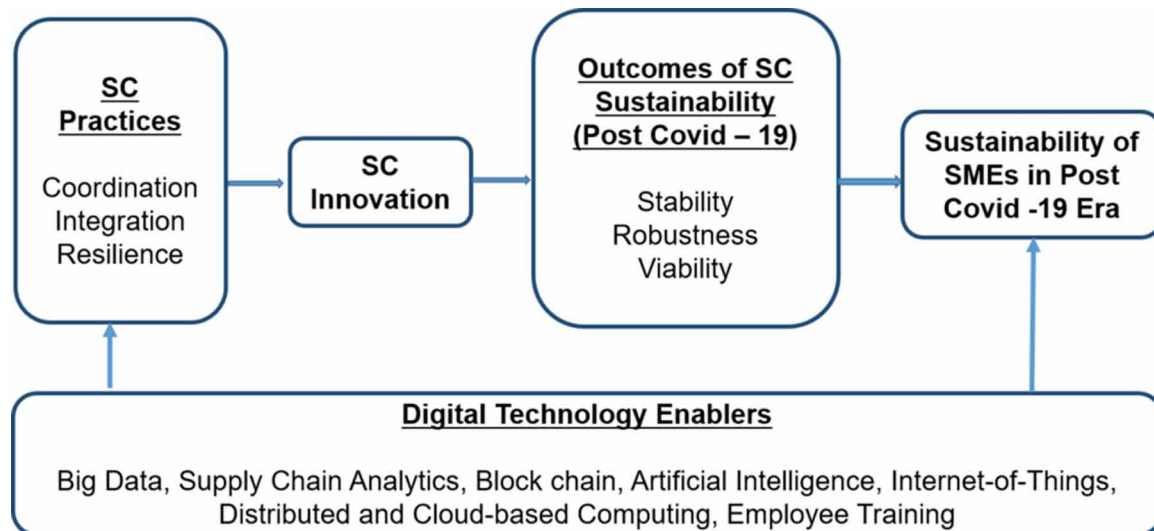 SC
Practices
Coordination
Integration
Resilience
SC
Innovation
Outcomes of SC
Sustainability
(Post Covid – 19)
Stability
Robustness
Viability
Sustainability of
SMEs in Post
Covid -19 Era
Digital Technology Enablers
Big Data, Supply Chain Analytics, Block chain, Artificial Intelligence, Internet-of-Things,
Distributed and Cloud-based Computing, Employee Training